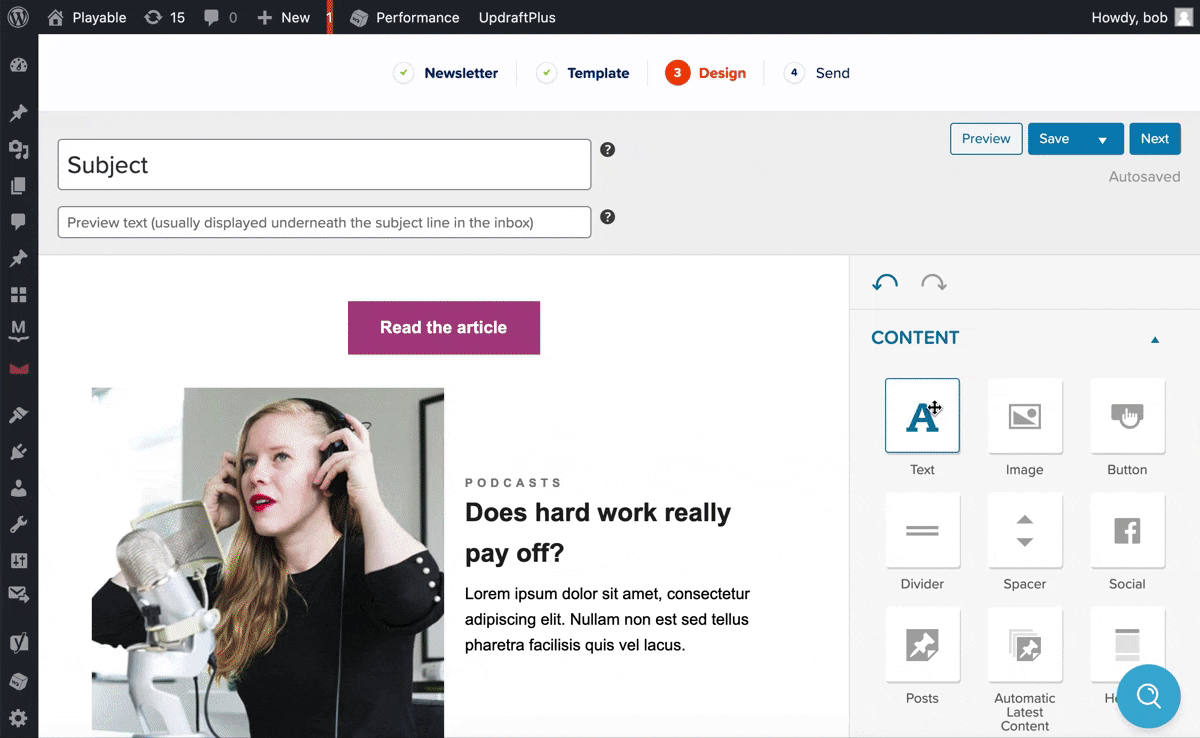 Playable 15 0 New 1 Performance UpdraftPlus Howdy, bob
Newsletter Template 3 Design 4 Send
Subject
Preview Save Next
Autosaved
Preview text (usually displayed underneath the subject line in the inbox)
Read the article
PODCASTS
Does hard work really
pay off?
Lorem ipsum dolor sit amet, consectetur
adipiscing elit. Nullam non est sed tellus
pharetra facilisis quis vel lacus.
CONTENT
Text Image Button
Divider Spacer Social
Posts Automatic
Latest
Content